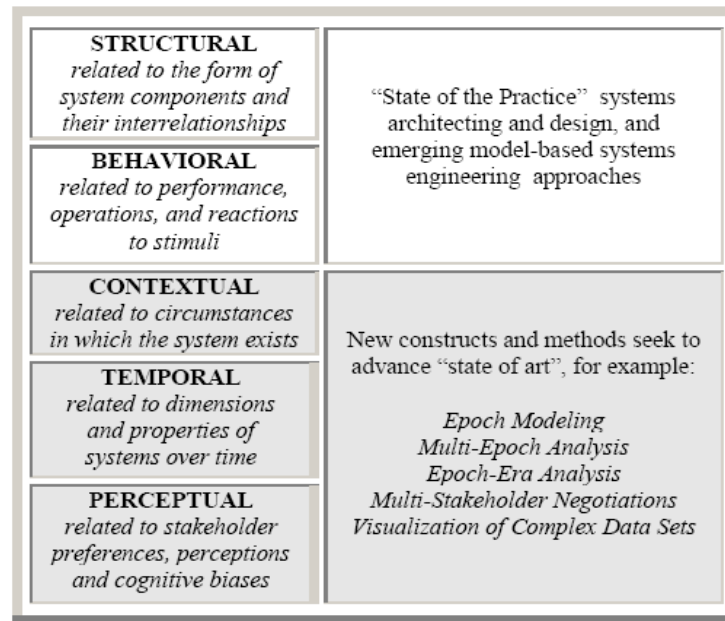 STRUCTURAL
related to the form of
system components and
their interrelationships
BEHAVIORAL
related to performance,
operations, and reactions
to stimuli
“State of the Practice” systems
architecting and design, and
emerging model-based systems
engineering approaches
CONTEXTUAL
related to circumstances
in which the system exists
TEMPORAL
related to dimensions
and properties of
systems over time
PERCEPTUAL
related to stakeholder
preferences, perceptions
and cognitive biases
New constructs and methods seek to
advance “state of art”, for example:
Epoch Modeling
Multi-Epoch Analysis
Epoch-Era Analysis
Multi-Stakeholder Negotiations
Visualization of Complex Data Sets